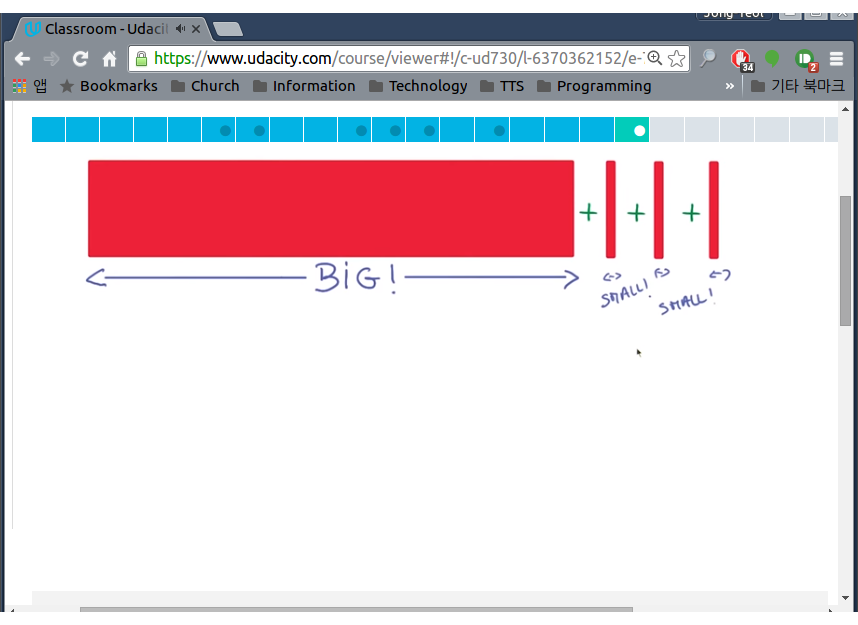 Jong Yeol
Classroom - Udaci
https://www.udacity.com/course/viewer#!/c-ud730/l-6370362152/e-
34
2
앱 Bookmarks Church Information Technology TTS Programming » 기타 북마크
+ + +
BIG!
SMALL! SMALL!